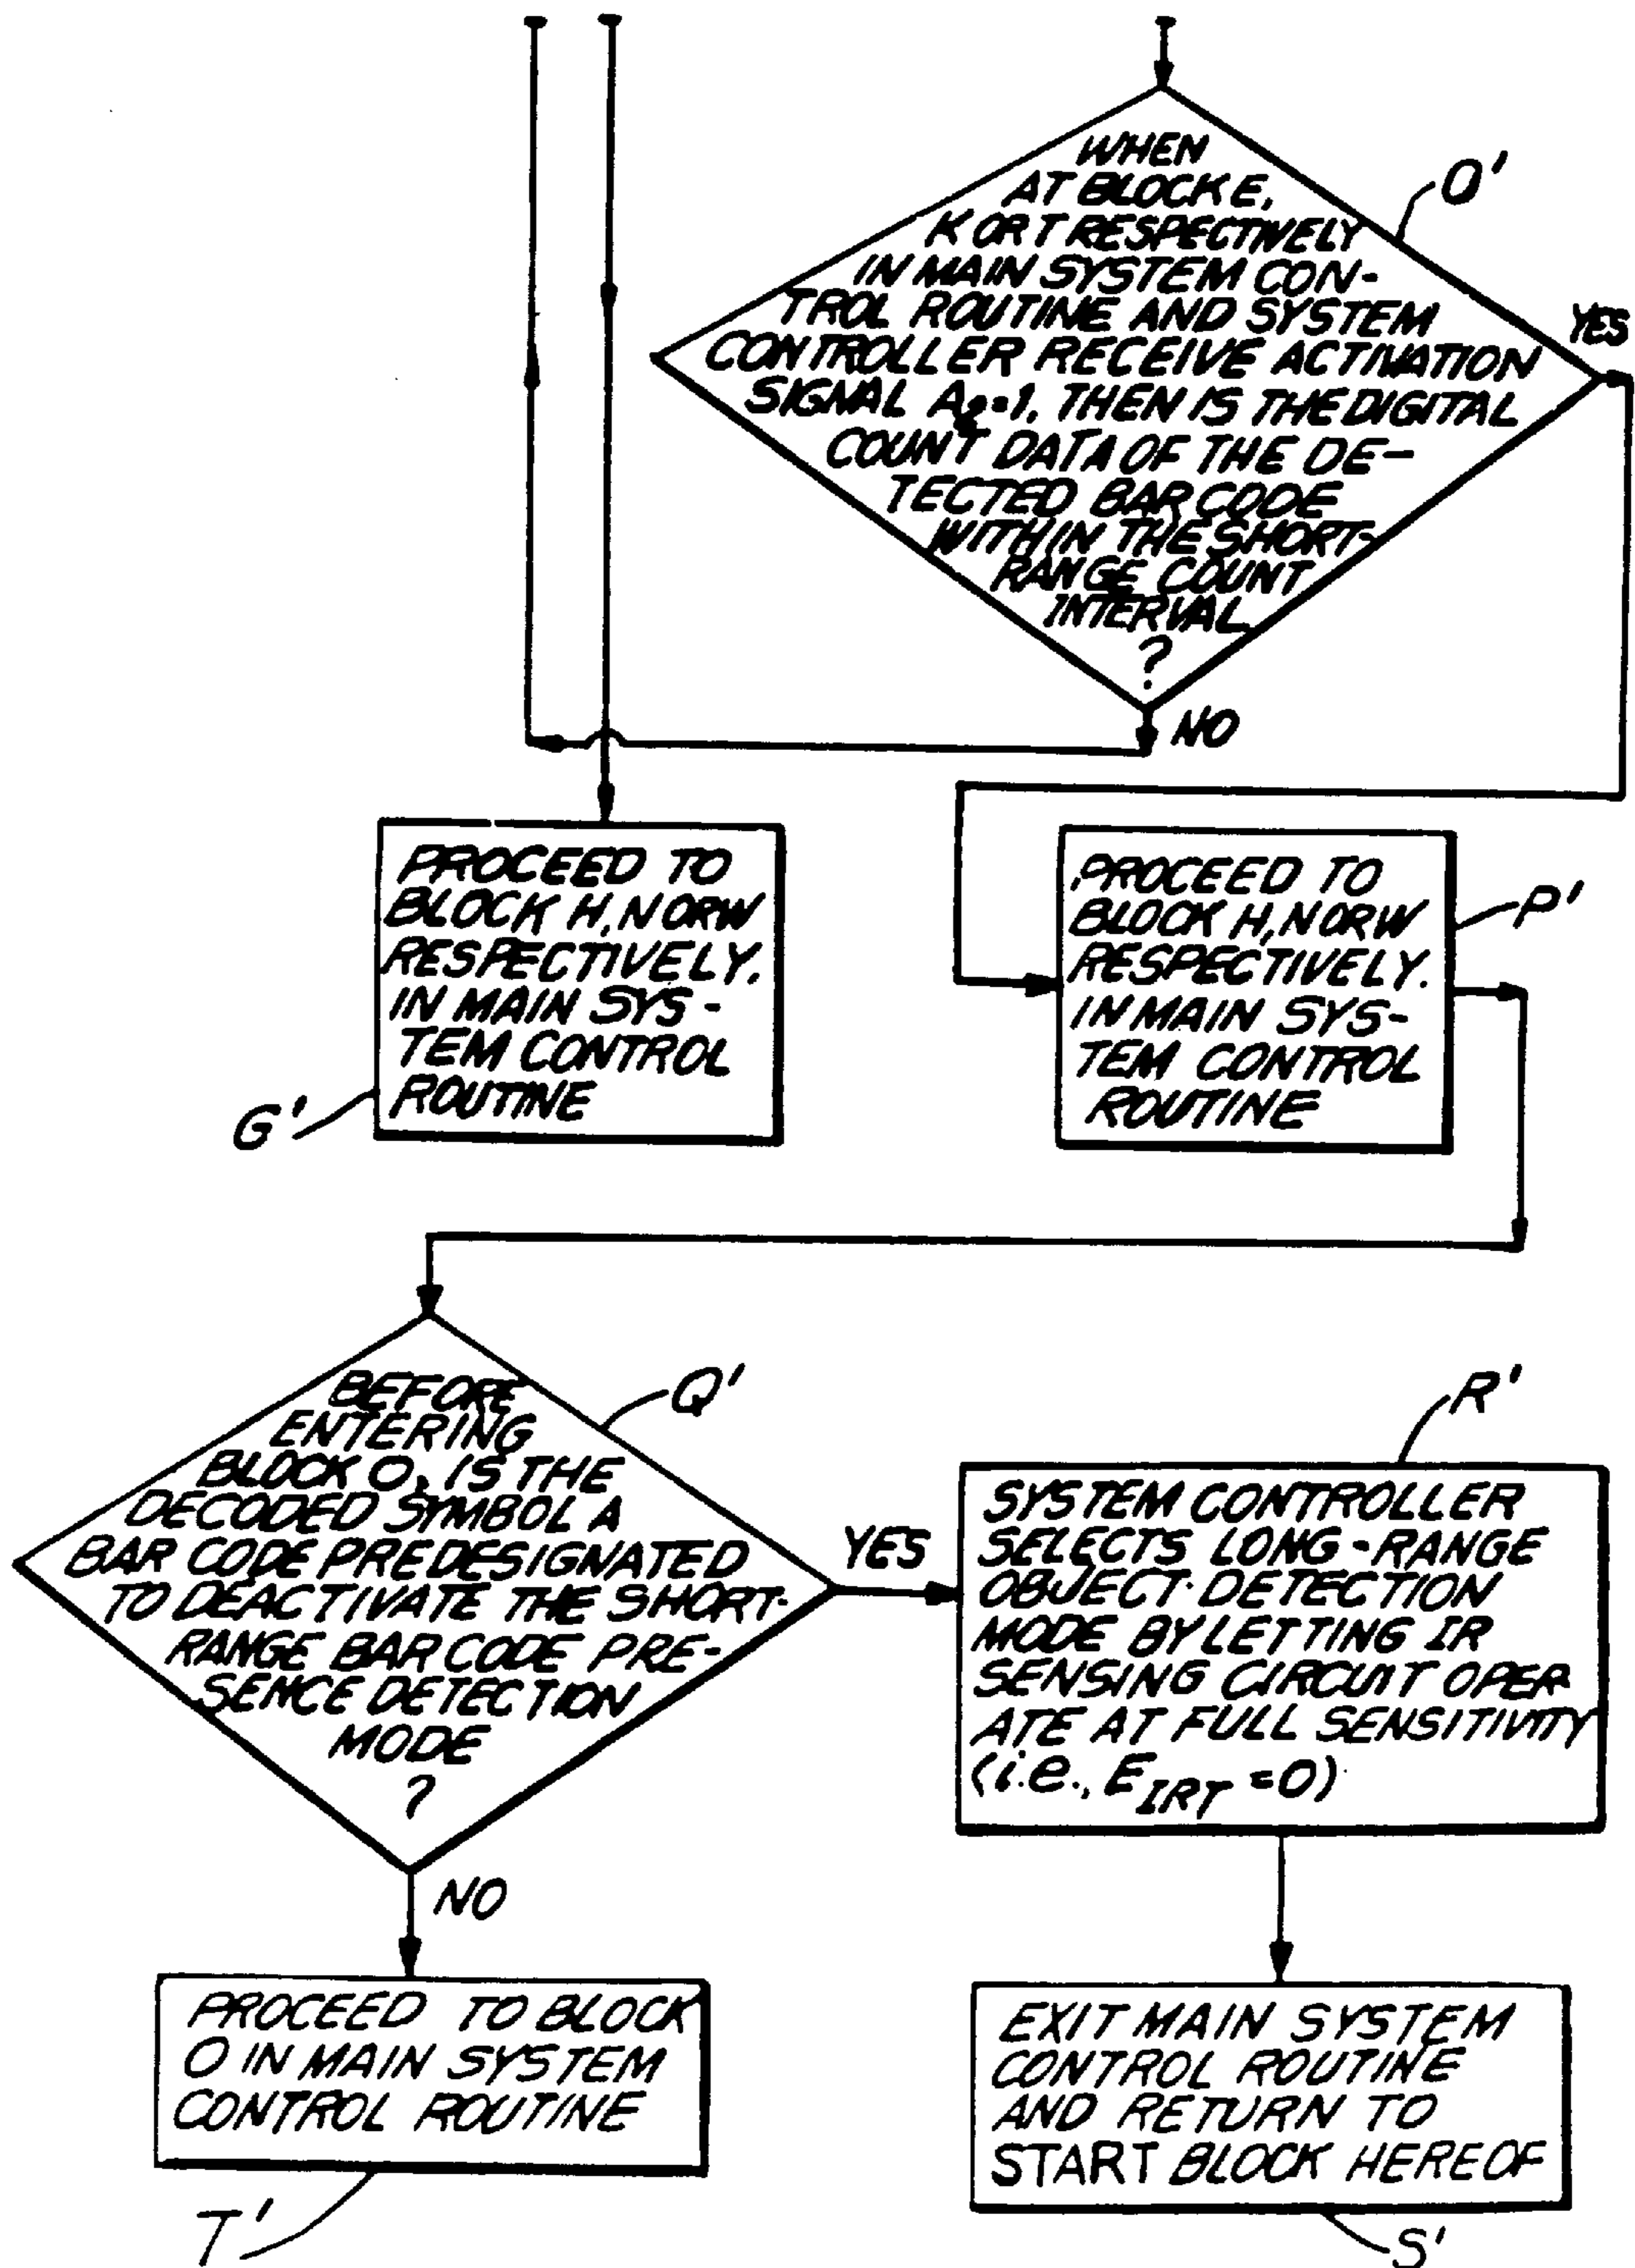 WHEN
AT BLOCK E,
K OR T RESPECTIVELY
IN MAIN SYSTEM CON-
TROL ROUTINE AND SYSTEM
CONTROLLER RECEIVE ACTIVATION
SIGNAL A2=1, THEN IS THE DIGITAL
COUNT DATA OF THE DE-
TECTED BAR CODE
WITHIN THE SHORT-
RANGE COUNT
INTERVAL
?
O'
YES
NO
PROCEED TO
BLOCK H, N OR W
RESPECTIVELY.
IN MAIN SYS-
TEM CONTROL
ROUTINE
G'
PROCEED TO
BLOCK H, N OR W
RESPECTIVELY.
IN MAIN SYS-
TEM CONTROL
ROUTINE
P'
BEFORE
ENTERING
BLOCK O, IS THE
DECODED SYMBOL A
BAR CODE PREDESIGNATED
TO DEACTIVATE THE SHORT-
RANGE BAR CODE PRE-
SENCE DETECTION
MODE
?
Q'
YES
NO
SYSTEM CONTROLLER
SELECTS LONG-RANGE
OBJECT DETECTION
MODE BY LETTING IR
SENSING CIRCUIT OPER
ATE AT FULL SENSITIVITY
(i.e., E IRT =0)
R'
PROCEED TO BLOCK
O IN MAIN SYSTEM
CONTROL ROUTINE
T'
EXIT MAIN SYSTEM
CONTROL ROUTINE
AND RETURN TO
START BLOCK HEREOF
S'